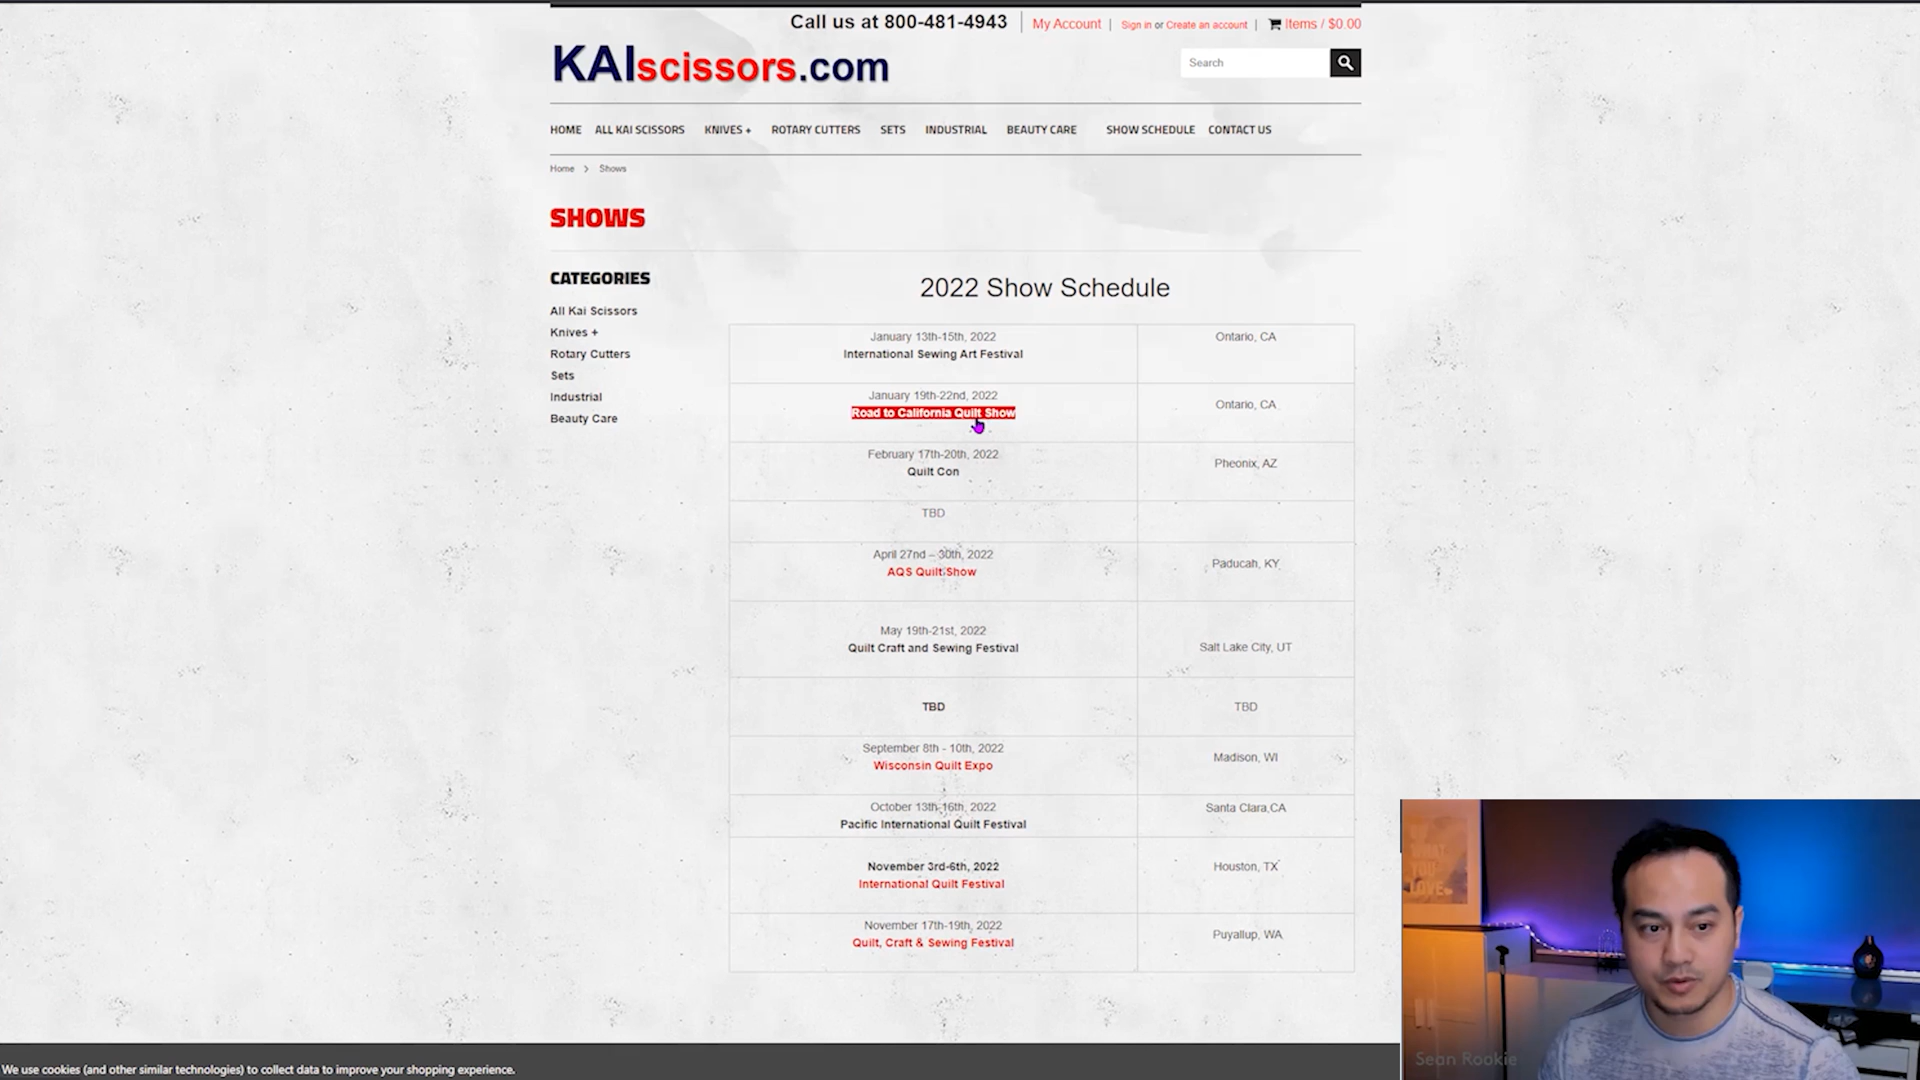 Call us at 800-481-4943
My Account | Sign in or Create an account | Items / $0.00
KAIscissors.com
Search
HOME ALL KAI SCISSORS KNIVES + ROTARY CUTTERS SETS INDUSTRIAL BEAUTY CARE SHOW SCHEDULE CONTACT US
Home > Shows
SHOWS
CATEGORIES
All Kai Scissors
Knives +
Rotary Cutters
Sets
Industrial
Beauty Care
2022 Show Schedule
January 13th-15th, 2022
International Sewing Art Festival
Ontario, CA
January 19th-22nd, 2022
Road to California Quilt Show
Ontario, CA
February 17th-20th, 2022
Quilt Con
Pheonix, AZ
TBD
April 27nd – 30th, 2022
AQS Quilt Show
Paducah, KY
May 19th-21st, 2022
Quilt Craft and Sewing Festival
Salt Lake City, UT
TBD
TBD
September 8th - 10th, 2022
Wisconsin Quilt Expo
Madison, WI
October 13th-16th, 2022
Pacific International Quilt Festival
Santa Clara,CA
November 3rd-6th, 2022
International Quilt Festival
Houston, TX
November 17th-19th, 2022
Quilt, Craft & Sewing Festival
Puyallup, WA
We use cookies (and other similar technologies) to collect data to improve your shopping experience.
YOU
LOVE
Sean Rookie